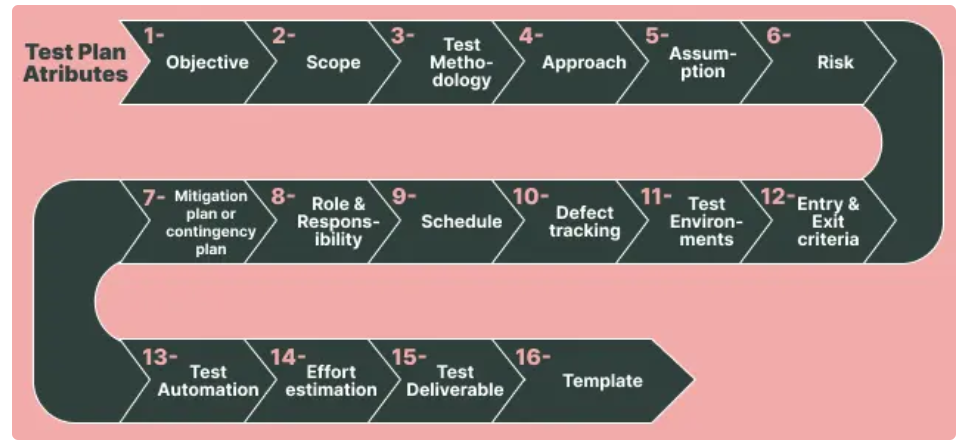 Test Plan
Atributes
1-
Objective
2-
Scope
3-
Test
Metho-
dology
4-
Approach
5-
Assum-
ption
6-
Risk
7-
Mitigation
plan or
contingency
plan
8-
Role &
Respons-
ibility
9-
Schedule
10-
Defect
tracking
11-
Test
Environ-
ments
12-
Entry &
Exit
criteria
13-
Test
Automation
14-
Effort
estimation
15-
Test
Deliverable
16-
Template